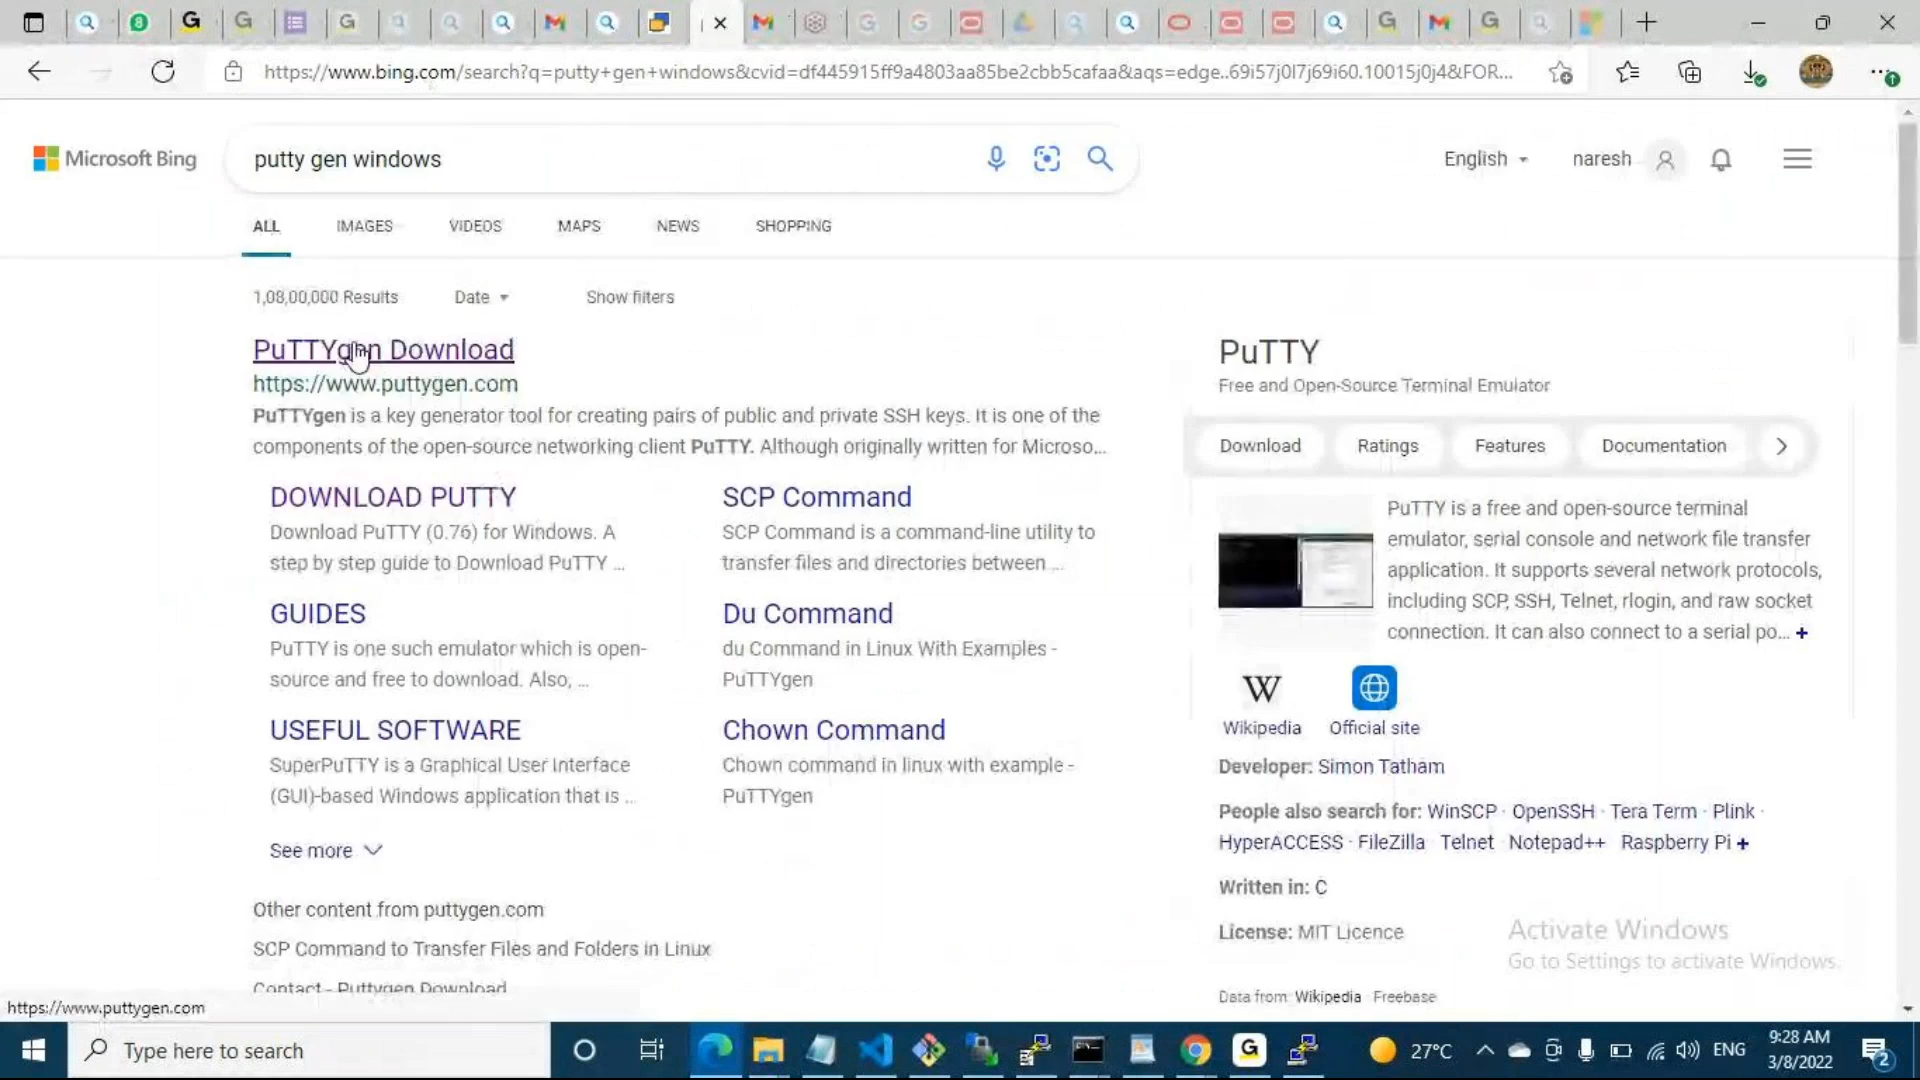 https://www.bing.com/search?q=putty+gen+windows&cvid=df445915ff9a4803aa85be2cbb5cafaa&aqs=edge..69i57j0l7j69i60.10015j0j4&FOR...
Microsoft Bing
putty gen windows
English
naresh
ALL IMAGES VIDEOS MAPS NEWS SHOPPING
1,08,00,000 Results Date Show filters
PuTTYgen Download
https://www.puttygen.com
PuTTYgen is a key generator tool for creating pairs of public and private SSH keys. It is one of the
components of the open-source networking client PuTTY. Although originally written for Microso...
DOWNLOAD PUTTY
Download PuTTY (0.76) for Windows. A
step by step guide to Download PuTTY ...
SCP Command
SCP Command is a command-line utility to
transfer files and directories between ...
GUIDES
PuTTY is one such emulator which is open-
source and free to download. Also, ...
Du Command
du Command in Linux With Examples -
PuTTYgen
USEFUL SOFTWARE
SuperPuTTY is a Graphical User Interface
(GUI)-based Windows application that is ...
Chown Command
Chown command in linux with example -
PuTTYgen
See more
Other content from puttygen.com
SCP Command to Transfer Files and Folders in Linux
Contact - Puttygen Download
PuTTY
Free and Open-Source Terminal Emulator
Download Ratings Features Documentation
PuTTY is a free and open-source terminal
emulator, serial console and network file transfer
application. It supports several network protocols,
including SCP, SSH, Telnet, rlogin, and raw socket
connection. It can also connect to a serial po... +
W
Wikipedia Official site
Developer: Simon Tatham
People also search for: WinSCP · OpenSSH · Tera Term · Plink ·
HyperACCESS · FileZilla Telnet Notepad++ Raspberry Pi +
Written in: C
License: MIT Licence
Data from: Wikipedia Freebase
Activate Windows
Go to Settings to activate Windows.
https://www.puttygen.com
Type here to search
27°C
ENG
9:28 AM
3/8/2022
2